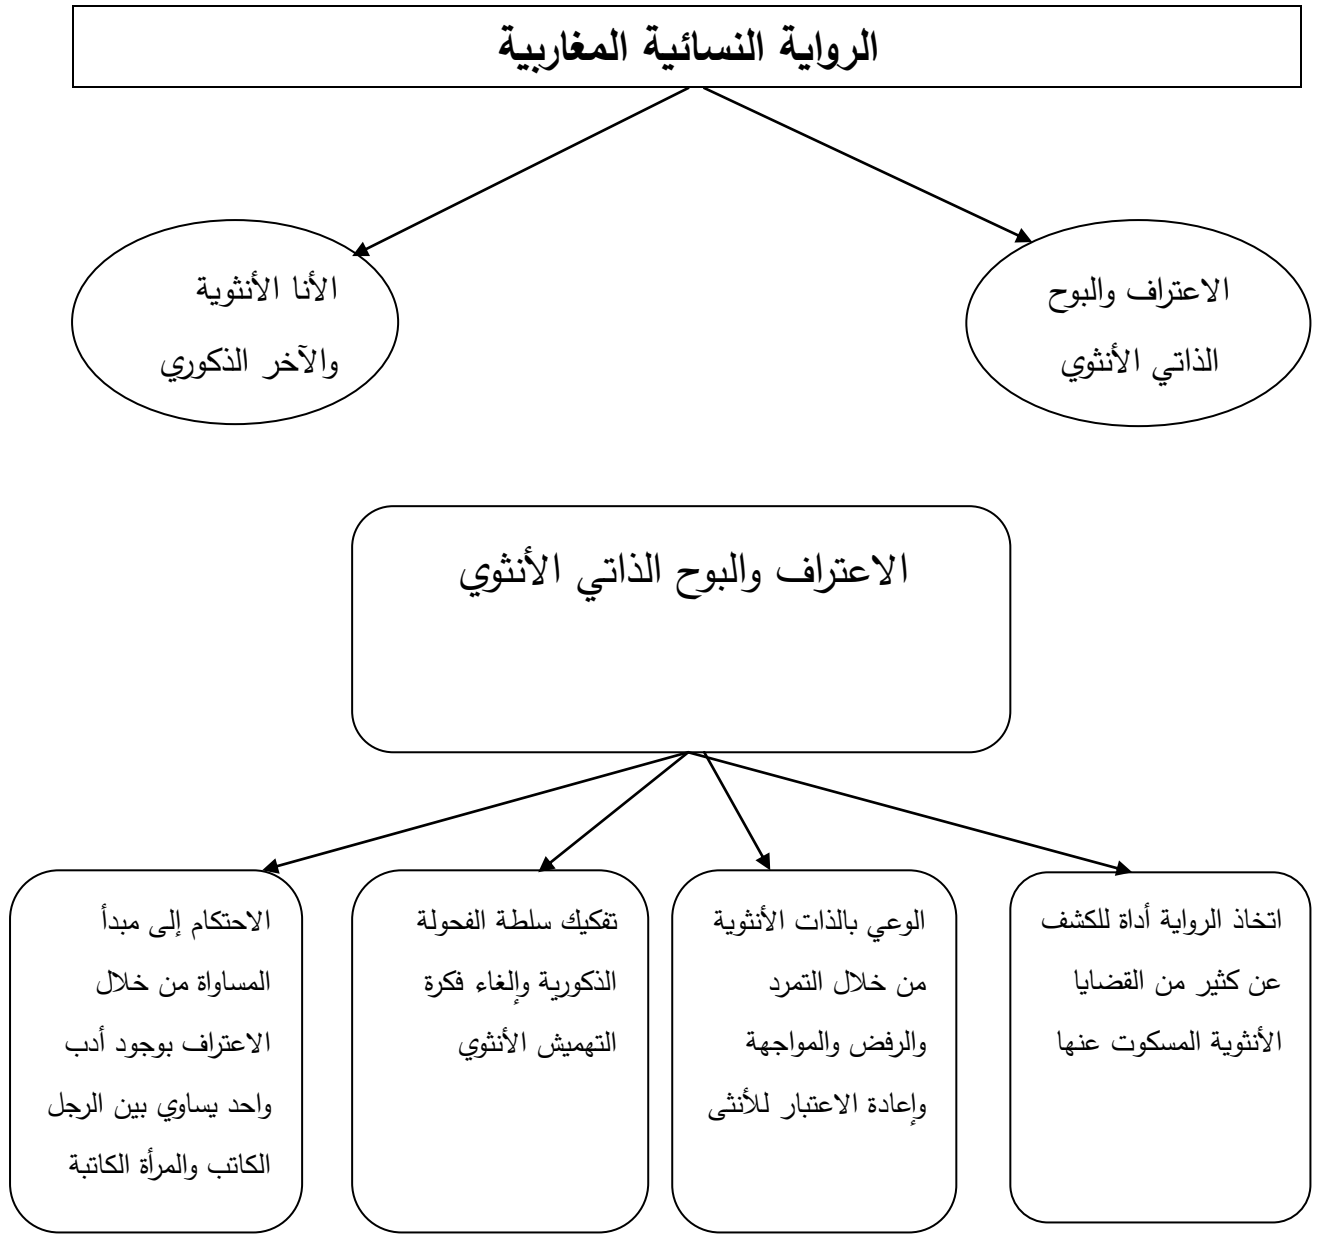 الرواية النسائية المغاربية
الاعتراف والبوح
الذاتي الأنثوي
الأنا الأنثوية
والآخر الذكوري
الاعتراف والبوح الذاتي الأنثوي
اتخاذ الرواية أداة للكشف
عن كثير من القضايا
الأنثوية المسكوت عنها
الوعي بالذات الأنثوية
من خلال التمرد
والرفض والمواجهة
وإعادة الاعتبار للأنثى
تفكيك سلطة الفحولة
الذكورية وإلغاء فكرة
التهميش الأنثوي
الاحتكام إلى مبدأ
المساواة من خلال
الاعتراف بوجود أدب
واحد يساوي بين الرجل
الكاتب والمرأة الكاتبة